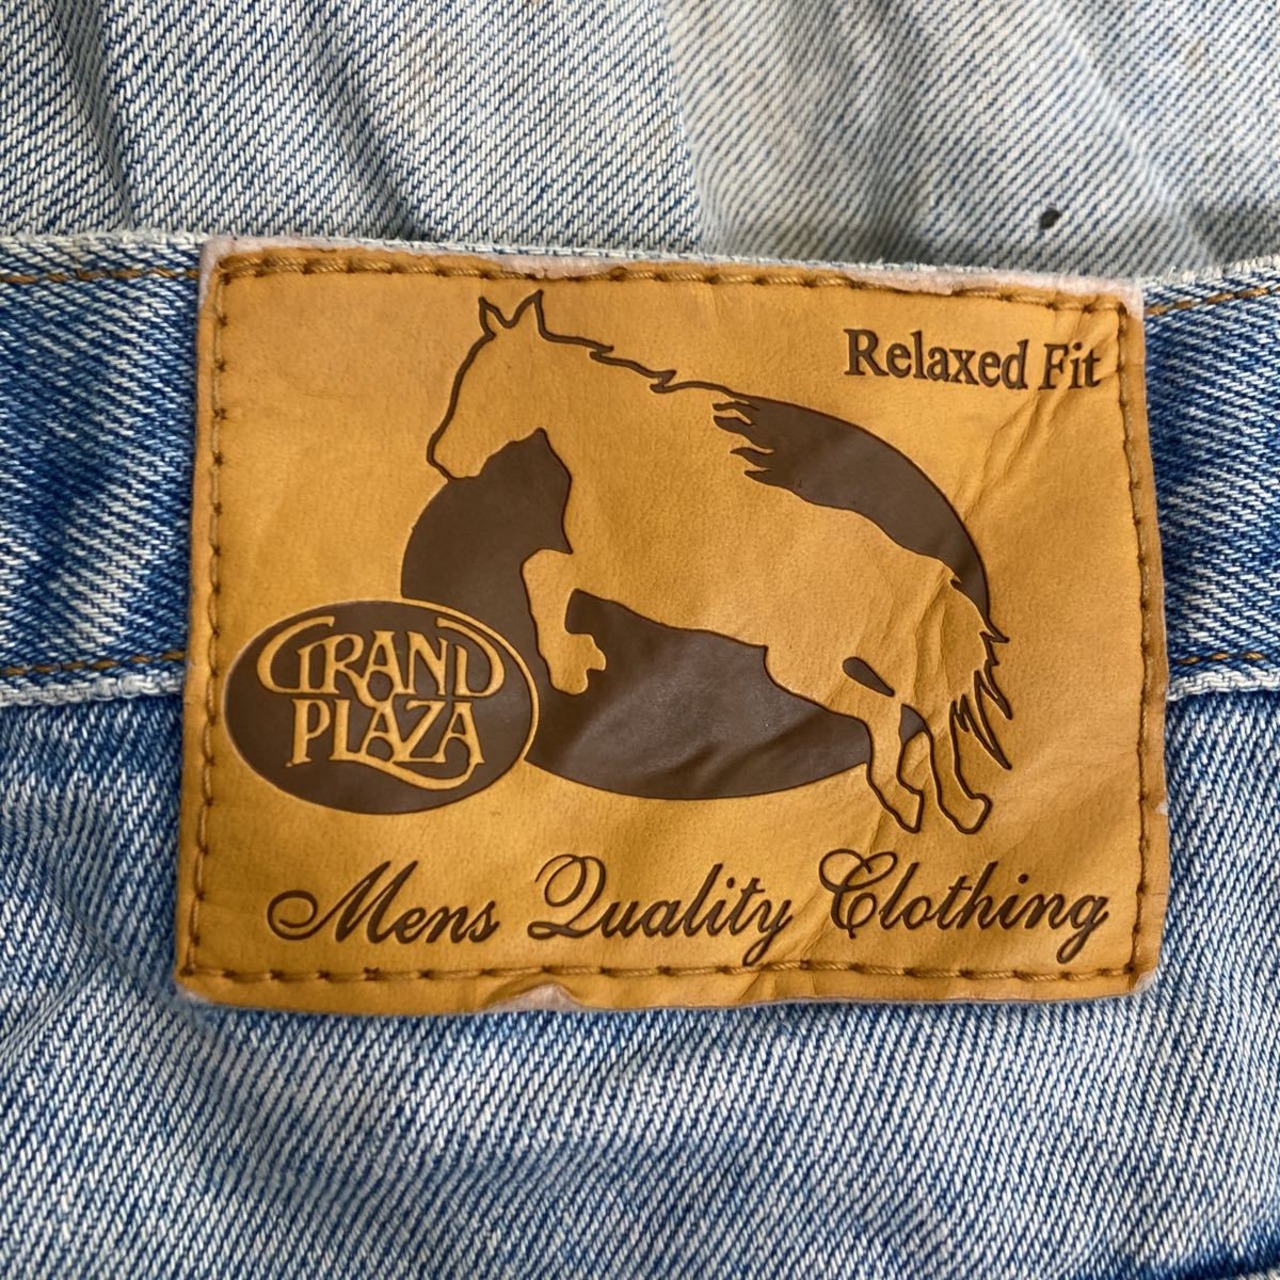 Relaxed Fit
GRAND
PLAZA
Mens Quality Clothing